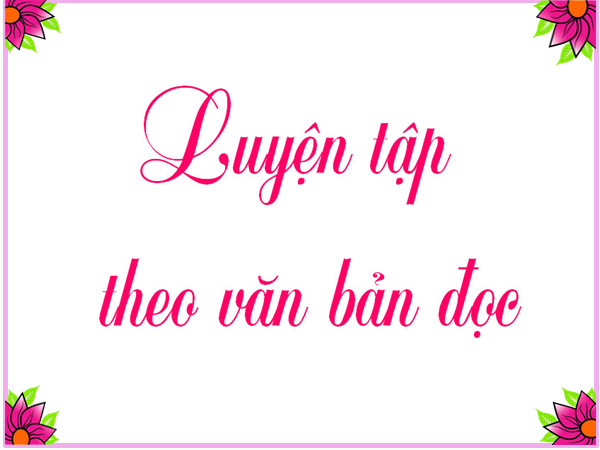 Luyện tập
theo văn bản đọc